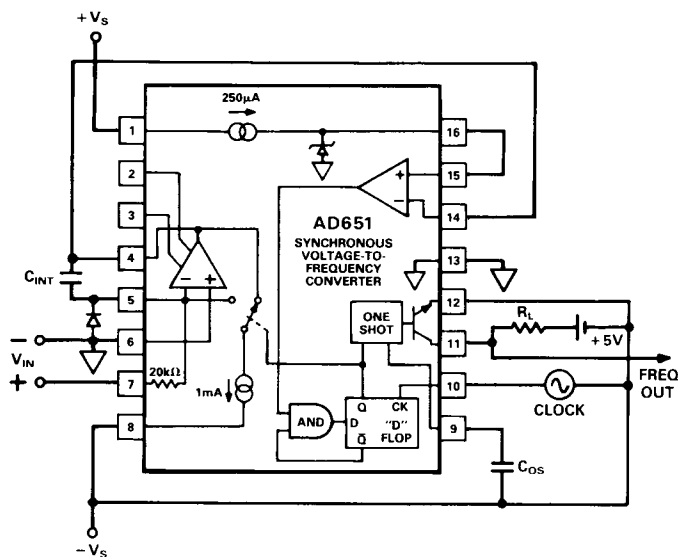 +VS
250μA
1
16
2
15
3
14
AD651
SYNCHRONOUS
VOLTAGE-TO-
FREQUENCY
CONVERTER
+
−
4
13
CINT
−
+
5
12
ONE
SHOT
RL
+5V
−
VIN
+
6
11
FREQ
OUT
7
20kΩ
1mA
10
CLOCK
Q
CK
AND
D
"D"
FLOP
Q̅
8
9
COS
−VS